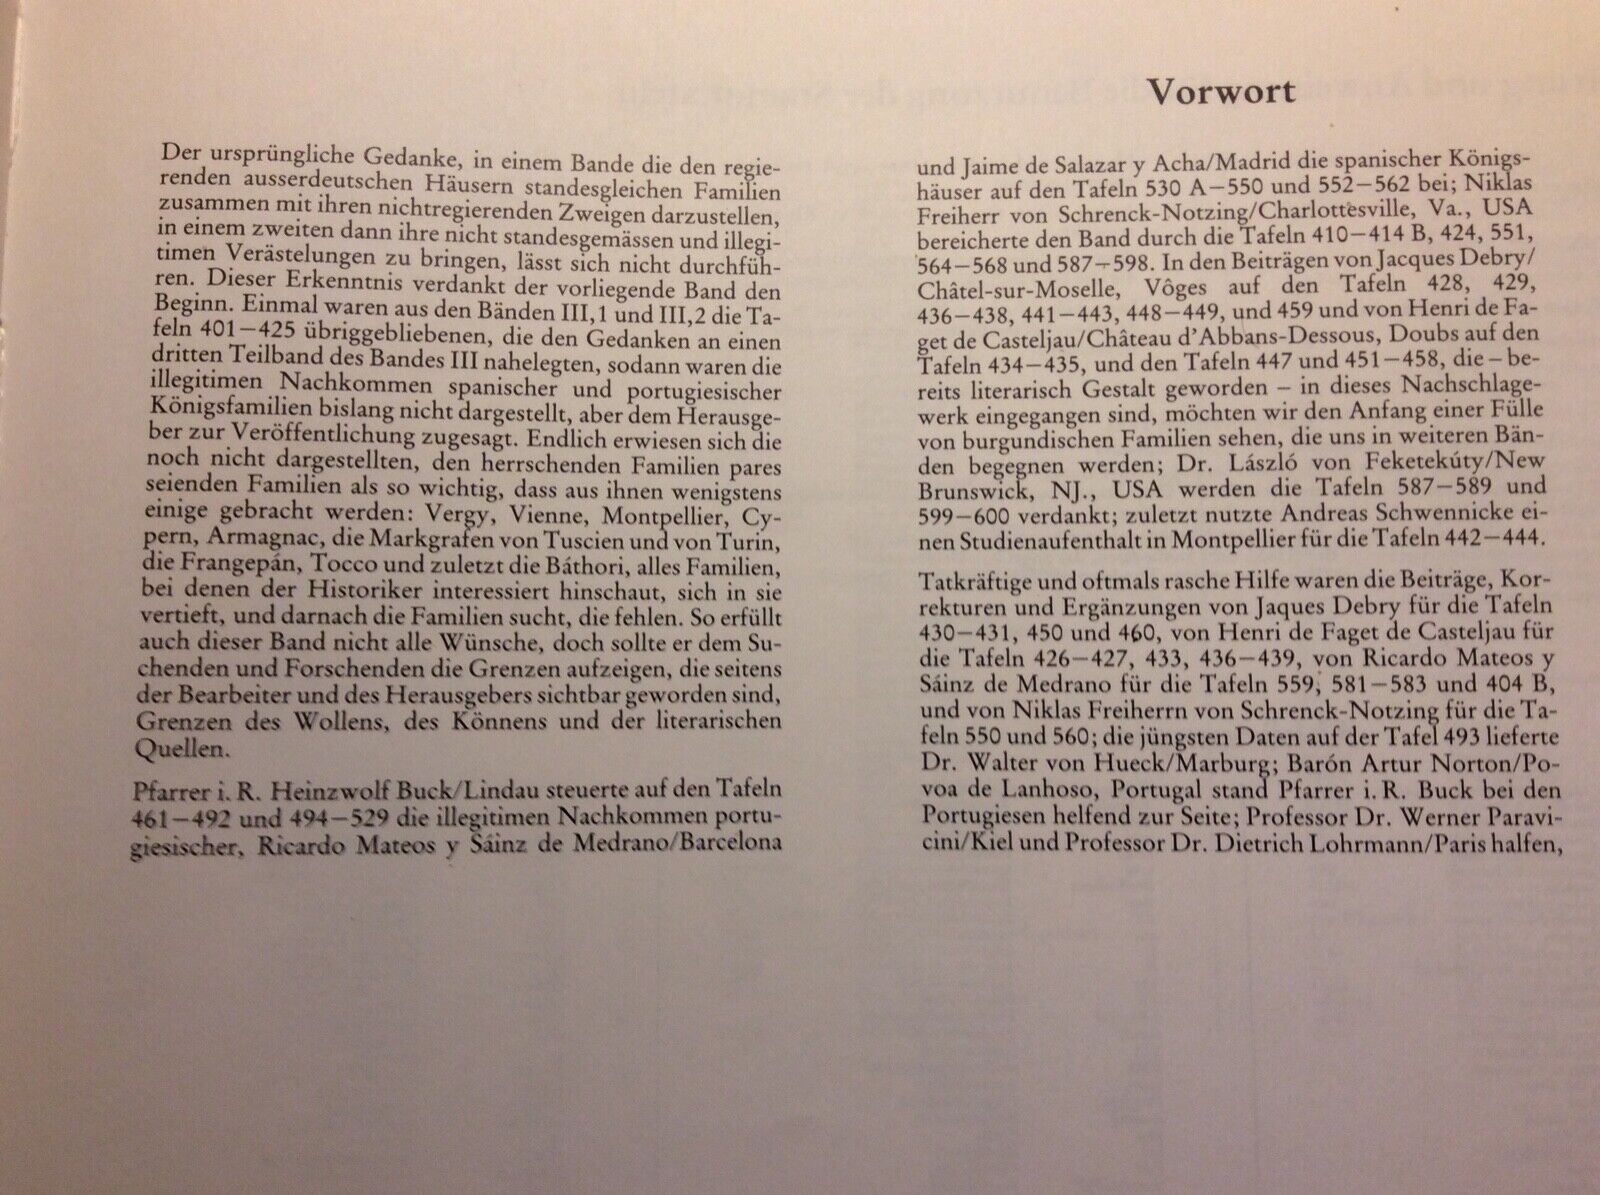 Vorwort
Der ursprüngliche Gedanke, in einem Bande die den regie-
renden ausserdeutschen Häusern standesgleichen Familien
zusammen mit ihren nichtregierenden Zweigen darzustellen,
in einem zweiten dann ihre nicht standesgemässen und illegi-
timen Verästelungen zu bringen, lässt sich nicht durchfüh-
ren. Dieser Erkenntnis verdankt der vorliegende Band den
Beginn. Einmal waren aus den Bänden III,1 und III,2 die Ta-
feln 401—425 übriggebliebenen, die den Gedanken an einen
dritten Teilband des Bandes III nahelegten, sodann waren die
illegitimen Nachkommen spanischer und portugiesischer
Königsfamilien bislang nicht dargestellt, aber dem Herausge-
ber zur Veröffentlichung zugesagt. Endlich erwiesen sich die
noch nicht dargestellten, den herrschenden Familien pares
seienden Familien als so wichtig, dass aus ihnen wenigstens
einige gebracht werden: Vergy, Vienne, Montpellier, Cy-
pern, Armagnac, die Markgrafen von Tuscien und von Turin,
die Frangepán, Tocco und zuletzt die Báthori, alles Familien,
bei denen der Historiker interessiert hinschaut, sich in sie
vertieft, und darnach die Familien sucht, die fehlen. So erfüllt
auch dieser Band nicht alle Wünsche, doch sollte er dem Su-
chenden und Forschenden die Grenzen aufzeigen, die seitens
der Bearbeiter und des Herausgebers sichtbar geworden sind,
Grenzen des Wollens, des Könnens und der literarischen
Quellen.
Pfarrer i. R. Heinzwolf Buck/Lindau steuerte auf den Tafeln
461—492 und 494—529 die illegitimen Nachkommen portu-
giesischer, Ricardo Mateos y Sáinz de Medrano/Barcelona
und Jaime de Salazar y Acha/Madrid die spanischer Königs-
häuser auf den Tafeln 530 A—550 und 552—562 bei; Niklas
Freiherr von Schrenck-Notzing/Charlottesville, Va., USA
bereicherte den Band durch die Tafeln 410—414 B, 424, 551,
564—568 und 587—598. In den Beiträgen von Jacques Debry/
Châtel-sur-Moselle, Vôges auf den Tafeln 428, 429,
436—438, 441—443, 448—449, und 459 und von Henri de Fa-
get de Casteljau/Château d'Abbans-Dessous, Doubs auf den
Tafeln 434—435, und den Tafeln 447 und 451—458, die – be-
reits literarisch Gestalt geworden – in dieses Nachschlage-
werk eingegangen sind, möchten wir den Anfang einer Fülle
von burgundischen Familien sehen, die uns in weiteren Bän-
den begegnen werden; Dr. László von Feketekúty/New
Brunswick, NJ., USA werden die Tafeln 587—589 und
599—600 verdankt; zuletzt nutzte Andreas Schwennicke ei-
nen Studienaufenthalt in Montpellier für die Tafeln 442—444.
Tatkräftige und oftmals rasche Hilfe waren die Beiträge, Kor-
rekturen und Ergänzungen von Jaques Debry für die Tafeln
430—431, 450 und 460, von Henri de Faget de Casteljau für
die Tafeln 426—427, 433, 436—439, von Ricardo Mateos y
Sáinz de Medrano für die Tafeln 559, 581—583 und 404 B,
und von Niklas Freiherrn von Schrenck-Notzing für die Ta-
feln 550 und 560; die jüngsten Daten auf der Tafel 493 lieferte
Dr. Walter von Hueck/Marburg; Barón Artur Norton/Po-
voa de Lanhoso, Portugal stand Pfarrer i. R. Buck bei den
Portugiesen helfend zur Seite; Professor Dr. Werner Paravi-
cini/Kiel und Professor Dr. Dietrich Lohrmann/Paris halfen,